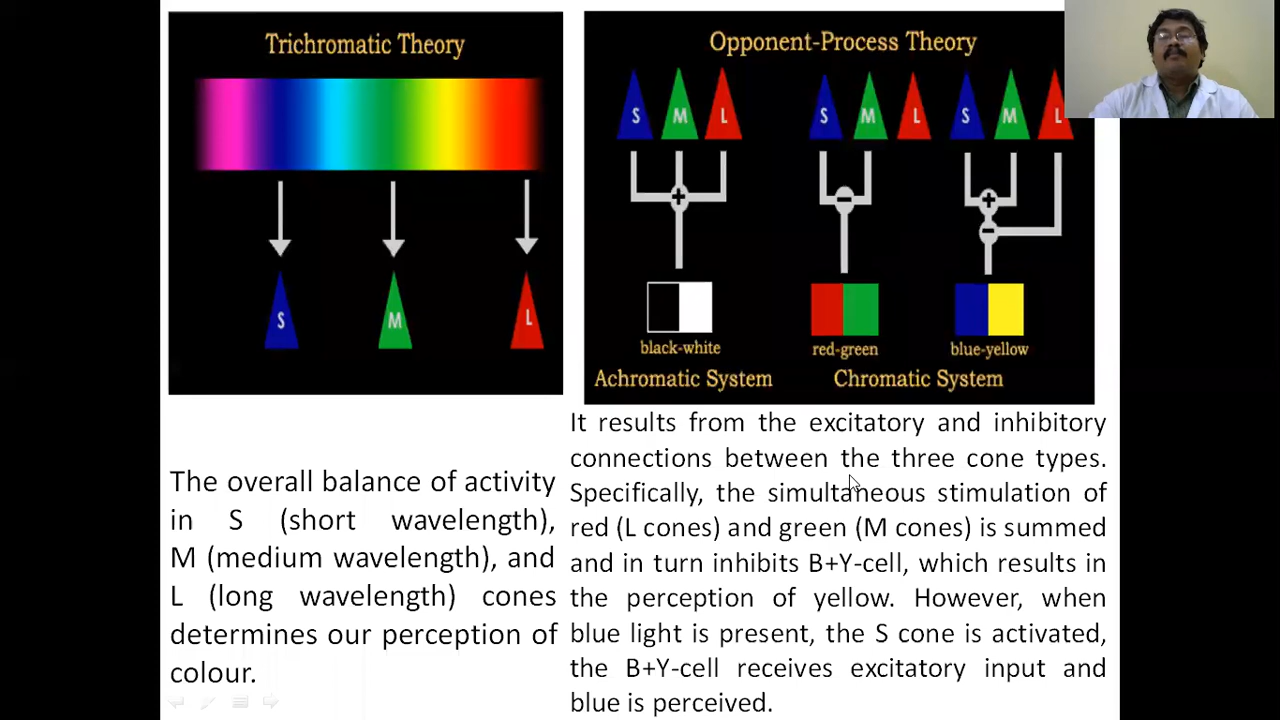 Trichromatic Theory
S
M
L
The overall balance of activity
in S (short wavelength),
M (medium wavelength), and
L (long wavelength) cones
determines our perception of
colour.
Opponent-Process Theory
S M L S M L S M L
+ − + −
black-white red-green blue-yellow
Achromatic System Chromatic System
It results from the excitatory and inhibitory
connections between the three cone types.
Specifically, the simultaneous stimulation of
red (L cones) and green (M cones) is summed
and in turn inhibits B+Y-cell, which results in
the perception of yellow. However, when
blue light is present, the S cone is activated,
the B+Y-cell receives excitatory input and
blue is perceived.